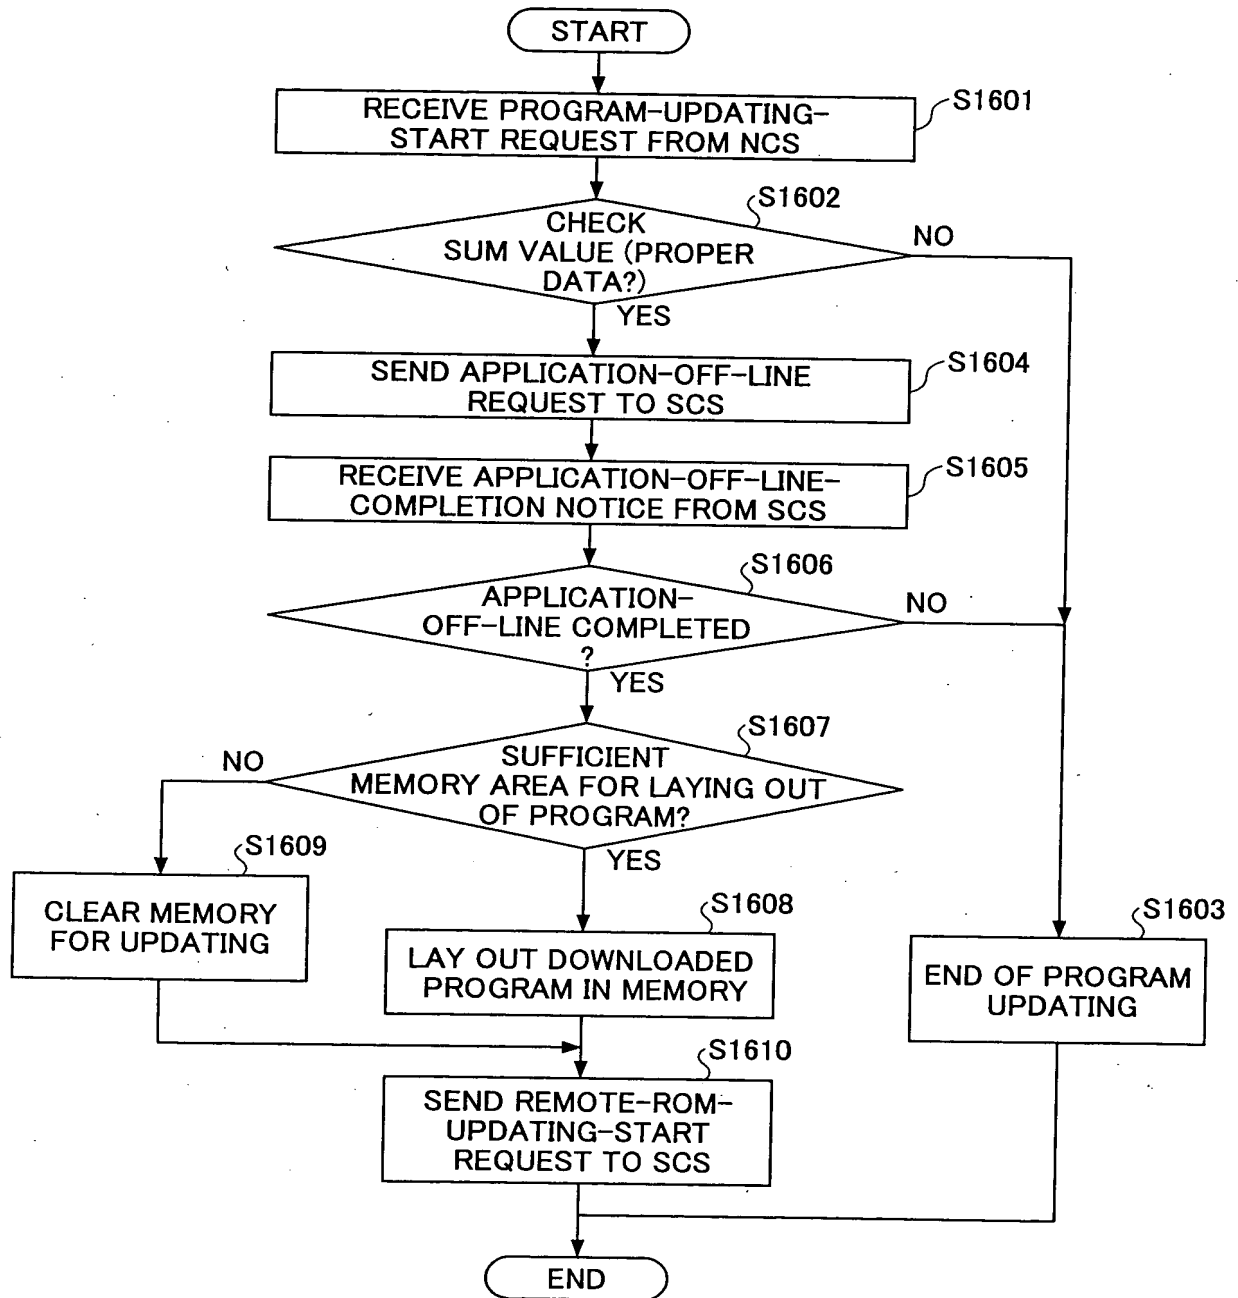 START
RECEIVE PROGRAM-UPDATING-
START REQUEST FROM NCS
S1601
CHECK
SUM VALUE (PROPER
DATA?)
S1602
NO
YES
SEND APPLICATION-OFF-LINE
REQUEST TO SCS
S1604
RECEIVE APPLICATION-OFF-LINE-
COMPLETION NOTICE FROM SCS
S1605
APPLICATION-
OFF-LINE COMPLETED
?
S1606
NO
YES
SUFFICIENT
MEMORY AREA FOR LAYING OUT
OF PROGRAM?
S1607
NO
YES
CLEAR MEMORY
FOR UPDATING
S1609
LAY OUT DOWNLOADED
PROGRAM IN MEMORY
S1608
END OF PROGRAM
UPDATING
S1603
SEND REMOTE-ROM-
UPDATING-START
REQUEST TO SCS
S1610
END